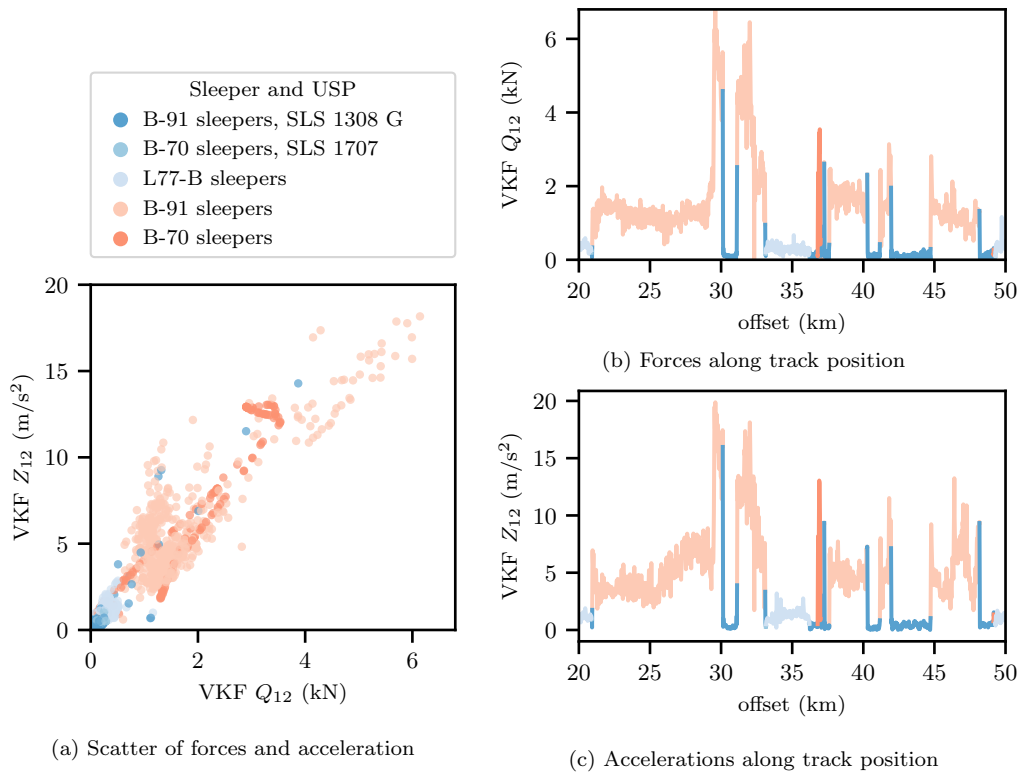 Sleeper and USP
B-91 sleepers, SLS 1308 G
B-70 sleepers, SLS 1707
L77-B sleepers
B-91 sleepers
B-70 sleepers
20
15
10
5
0
VKF Z₁₂ (m/s²)
0 2 4 6
VKF Q₁₂ (kN)
(a) Scatter of forces and acceleration
6
4
2
0
VKF Q₁₂ (kN)
20 25 30 35 40 45 50
offset (km)
(b) Forces along track position
20
15
10
5
0
VKF Z₁₂ (m/s²)
20 25 30 35 40 45 50
offset (km)
(c) Accelerations along track position